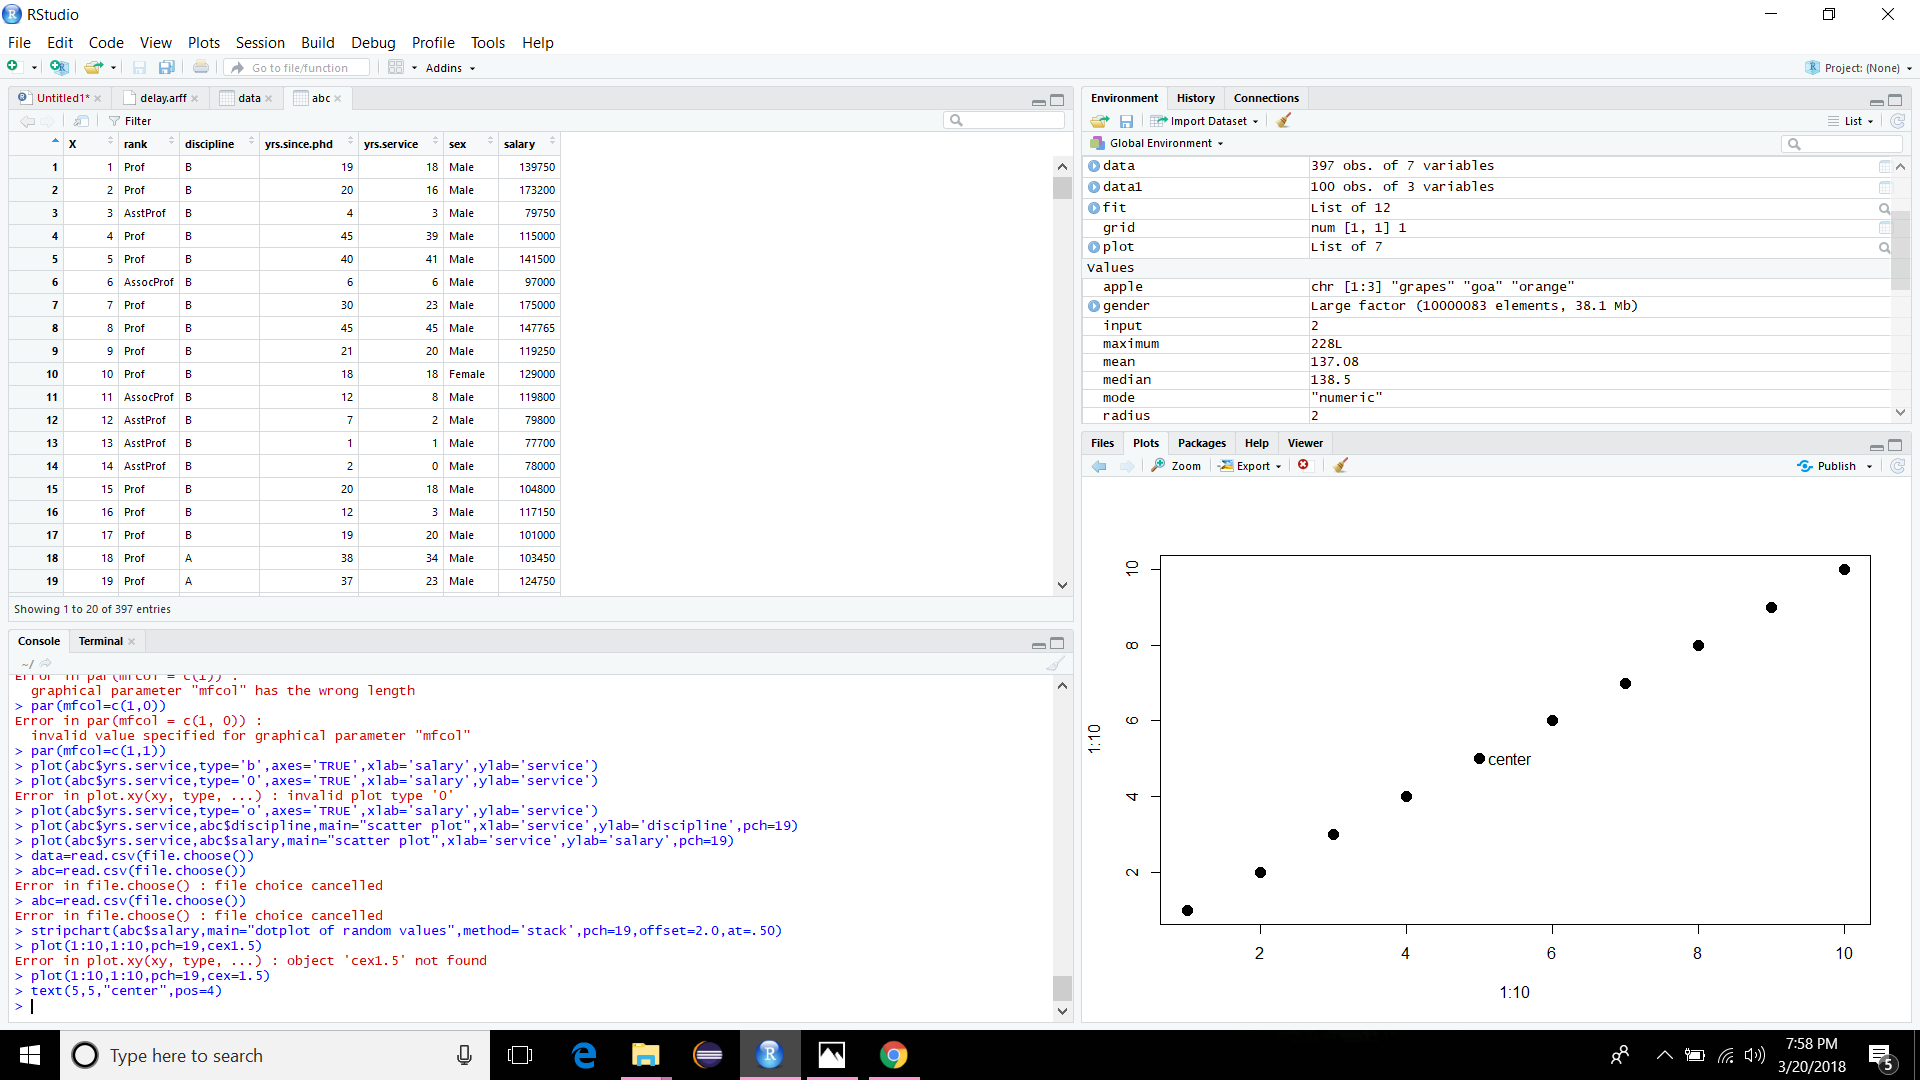 RStudio
File Edit Code View Plots Session Build Debug Profile Tools Help
Go to file/function Addins Project: (None)
Untitled1* delay.arff data abc
Filter
X rank discipline yrs.since.phd yrs.service sex salary
1 1 Prof B 19 18 Male 139750
2 2 Prof B 20 16 Male 173200
3 3 AsstProf B 4 3 Male 79750
4 4 Prof B 45 39 Male 115000
5 5 Prof B 40 41 Male 141500
6 6 AssocProf B 6 6 Male 97000
7 7 Prof B 30 23 Male 175000
8 8 Prof B 45 45 Male 147765
9 9 Prof B 21 20 Male 119250
10 10 Prof B 18 18 Female 129000
11 11 AssocProf B 12 8 Male 119800
12 12 AsstProf B 7 2 Male 79800
13 13 AsstProf B 1 1 Male 77700
14 14 AsstProf B 2 0 Male 78000
15 15 Prof B 20 18 Male 104800
16 16 Prof B 12 3 Male 117150
17 17 Prof B 19 20 Male 101000
18 18 Prof A 38 34 Male 103450
19 19 Prof A 37 23 Male 124750
Showing 1 to 20 of 397 entries
Console Terminal
~/
Error in par(mfcol = c(1)) :
graphical parameter "mfcol" has the wrong length
> par(mfcol=c(1,0))
Error in par(mfcol = c(1, 0)) :
invalid value specified for graphical parameter "mfcol"
> par(mfcol=c(1,1))
> plot(abc$yrs.service,type='b',axes='TRUE',xlab='salary',ylab='service')
> plot(abc$yrs.service,type='O',axes='TRUE',xlab='salary',ylab='service')
Error in plot.xy(xy, type, ...) : invalid plot type 'O'
> plot(abc$yrs.service,type='o',axes='TRUE',xlab='salary',ylab='service')
> plot(abc$yrs.service,abc$discipline,main="scatter plot",xlab='service',ylab='discipline',pch=19)
> plot(abc$yrs.service,abc$salary,main="scatter plot",xlab='service',ylab='salary',pch=19)
> data=read.csv(file.choose())
> abc=read.csv(file.choose())
Error in file.choose() : file choice cancelled
> abc=read.csv(file.choose())
Error in file.choose() : file choice cancelled
> stripchart(abc$salary,main="dotplot of random values",method='stack',pch=19,offset=2.0,at=.50)
> plot(1:10,1:10,pch=19,cex1.5)
Error in plot.xy(xy, type, ...) : object 'cex1.5' not found
> plot(1:10,1:10,pch=19,cex=1.5)
> text(5,5,"center",pos=4)
>
Environment History Connections
Import Dataset List
Global Environment
data 397 obs. of 7 variables
data1 100 obs. of 3 variables
fit List of 12
grid num [1, 1] 1
plot List of 7
Values
apple chr [1:3] "grapes" "goa" "orange"
gender Large factor (10000083 elements, 38.1 Mb)
input 2
maximum 228L
mean 137.08
median 138.5
mode "numeric"
radius 2
Files Plots Packages Help Viewer
Zoom Export Publish
10
8
6
4
2
1:10
center
2 4 6 8 10
1:10
Type here to search
7:58 PM
3/20/2018
5